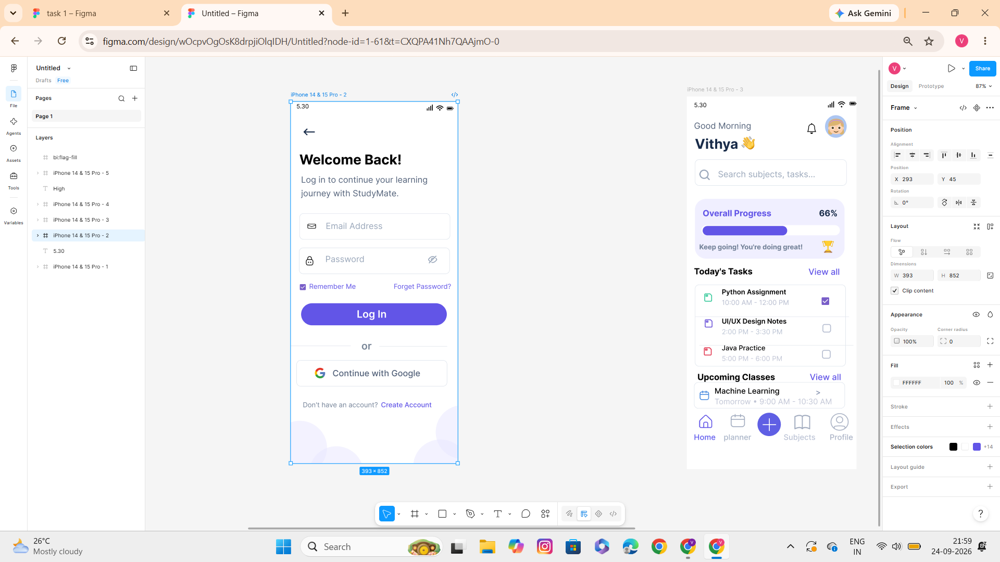 task 1 – Figma
Untitled – Figma
Ask Gemini
figma.com/design/wOcpvOgOsK8drpjiOlqIDH/Untitled?node-id=1-61&t=CXQPA41Nh7QAAjmO-0
V
File
Agents
Assets
Tools
Variables
Untitled
Drafts Free
Pages
Page 1
Layers
bi:flag-fill
iPhone 14 & 15 Pro - 5
High
iPhone 14 & 15 Pro - 4
iPhone 14 & 15 Pro - 3
iPhone 14 & 15 Pro - 2
5.30
iPhone 14 & 15 Pro - 1
iPhone 14 & 15 Pro - 2
5.30
Welcome Back!
Log in to continue your learning
journey with StudyMate.
Email Address
Password
Remember Me Forget Password?
Log In
or
Continue with Google
Don't have an account? Create Account
393 × 852
iPhone 14 & 15 Pro - 3
5.30
Good Morning
Vithya 👋
Search subjects, tasks...
Overall Progress 66%
Keep going! You're doing great!
Today's Tasks View all
Python Assignment
10:00 AM - 12:00 PM
UI/UX Design Notes
2:00 PM - 3:30 PM
Java Practice
5:00 PM - 6:00 PM
Upcoming Classes View all
Machine Learning >
Tomorrow • 9:00 AM - 10:30 AM
Home planner Subjects Profile
V
Share
Design Prototype 87%
Frame
Position
Alignment
Position
X 293 Y 45
Rotation
0°
Layout
Flow
Dimensions
W 393 H 852
Clip content
Appearance
Opacity Corner radius
100% 0
Fill
FFFFFF 100 %
Stroke
Effects
Selection colors +14
Layout guide
Export
?
26°C
Mostly cloudy
Search
V
V
ENG
IN
21:59
24-09-2026